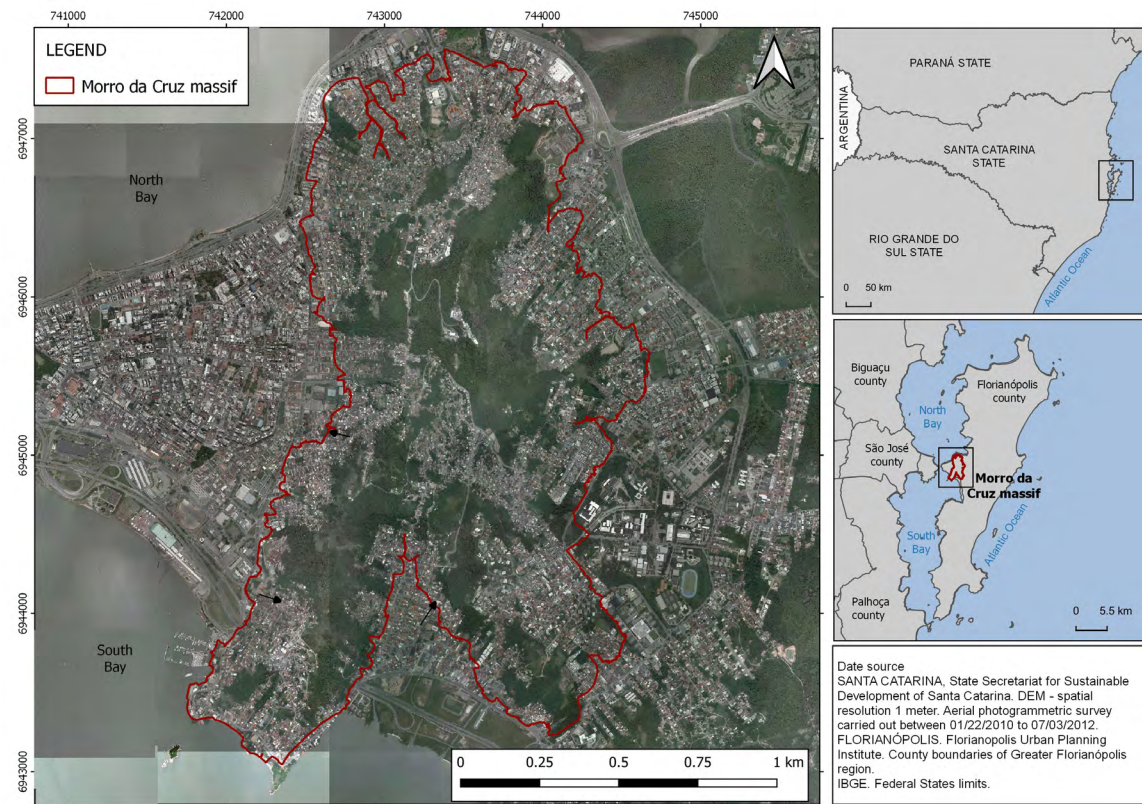 741000
742000
743000
744000
745000
LEGEND
Morro da Cruz massif
6947000
6946000
6945000
6944000
6943000
North
Bay
South
Bay
0 0.25 0.5 0.75 1 km
PARANÁ STATE
ARGENTINA
SANTA CATARINA
STATE
RIO GRANDE DO
SUL STATE
Atlantic Ocean
0 50 km
Biguaçu
county
Florianópolis
county
North
Bay
São José
county
Morro da
Cruz massif
South
Bay
Atlantic Ocean
Palhoça
county
0 5.5 km
Date source
SANTA CATARINA, State Secretariat for Sustainable
Development of Santa Catarina. DEM - spatial
resolution 1 meter. Aerial photogrammetric survey
carried out between 01/22/2010 to 07/03/2012.
FLORIANÓPOLIS. Florianopolis Urban Planning
Institute. County boundaries of Greater Florianópolis
region.
IBGE. Federal States limits.